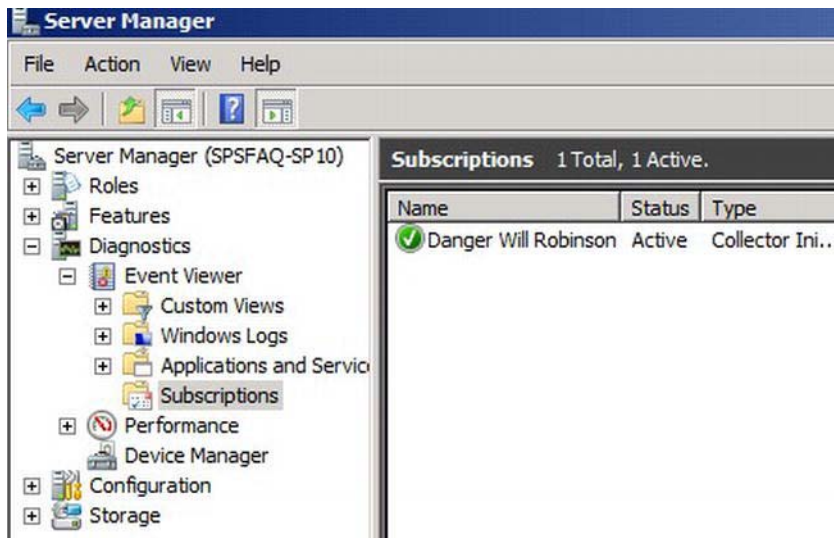 Server Manager
File Action View Help
Server Manager (SPSFAQ-SP10)
Roles
Features
Diagnostics
Event Viewer
Custom Views
Windows Logs
Applications and Servic
Subscriptions
Performance
Device Manager
Configuration
Storage
Subscriptions 1 Total, 1 Active.
Name Status Type
Danger Will Robinson Active Collector Ini...